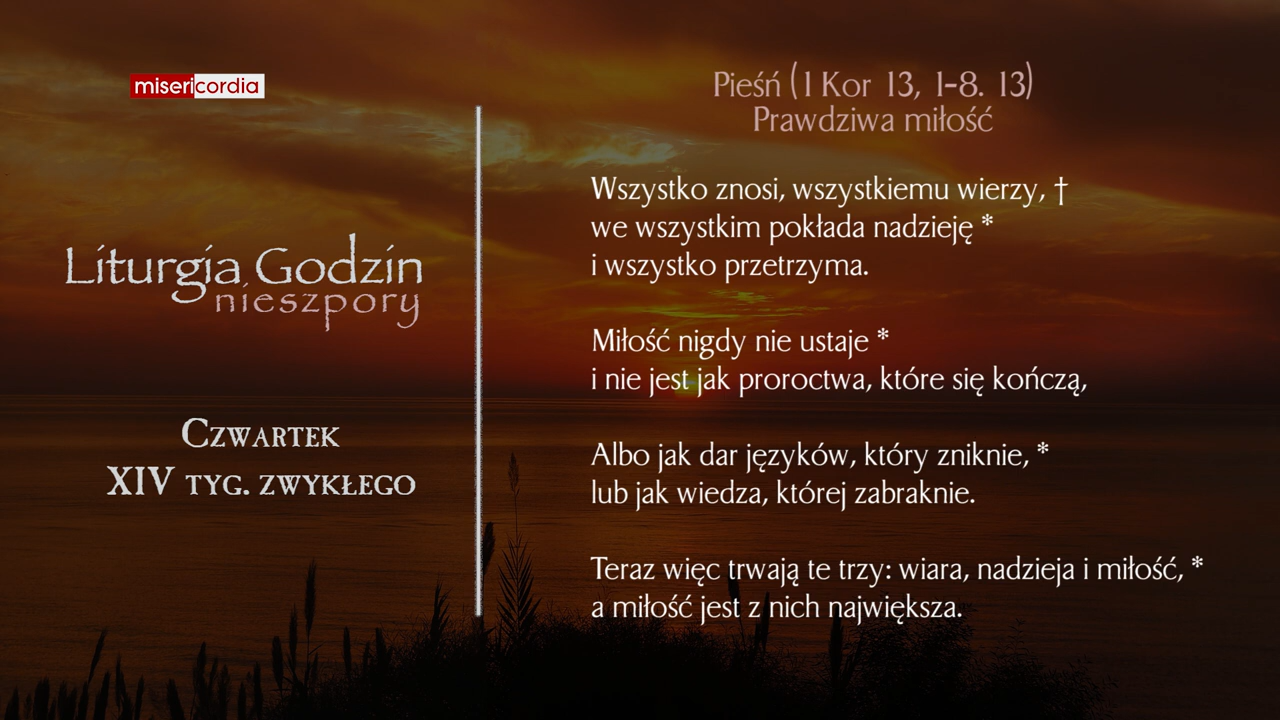 misericordia
Liturgia Godzin
nieszpory
Czwartek
XIV tyg. zwykłego
Pieśń (1 Kor 13, 1-8. 13)
Prawdziwa miłość
Wszystko znosi, wszystkiemu wierzy, †
we wszystkim pokłada nadzieję *
i wszystko przetrzyma.
Miłość nigdy nie ustaje *
i nie jest jak proroctwa, które się kończą,
Albo jak dar języków, który zniknie, *
lub jak wiedza, której zabraknie.
Teraz więc trwają te trzy: wiara, nadzieja i miłość, *
a miłość jest z nich największa.